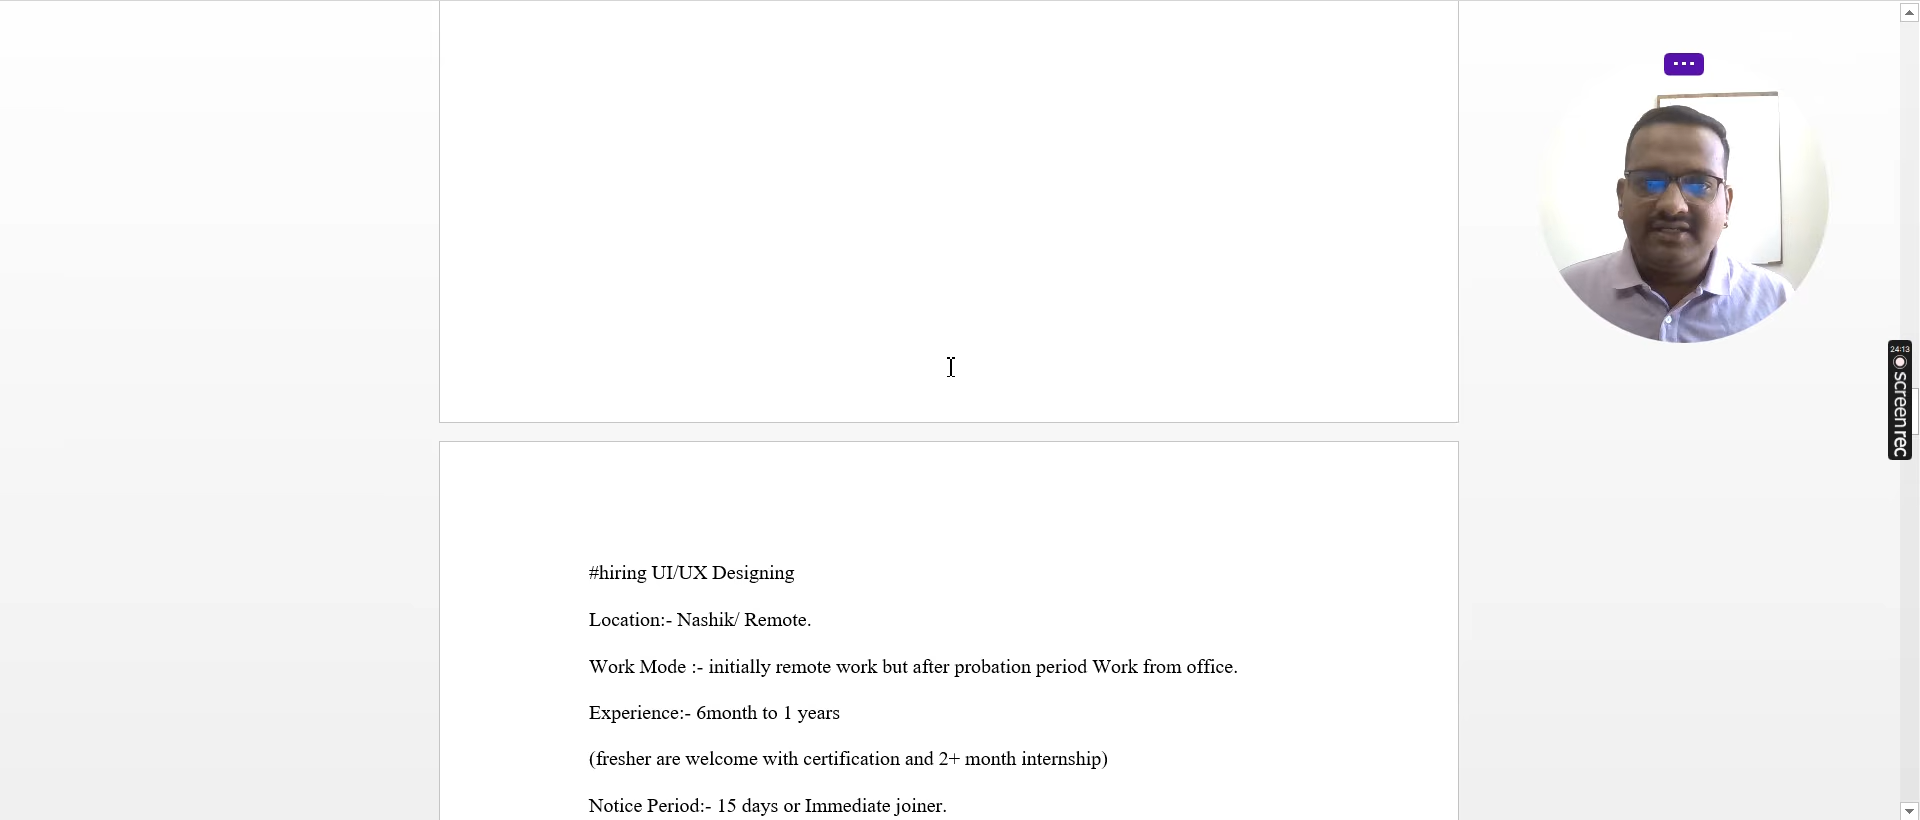 24:13
screenrec
#hiring UI/UX Designing
Location:- Nashik/ Remote.
Work Mode :- initially remote work but after probation period Work from office.
Experience:- 6month to 1 years
(fresher are welcome with certification and 2+ month internship)
Notice Period:- 15 days or Immediate joiner.